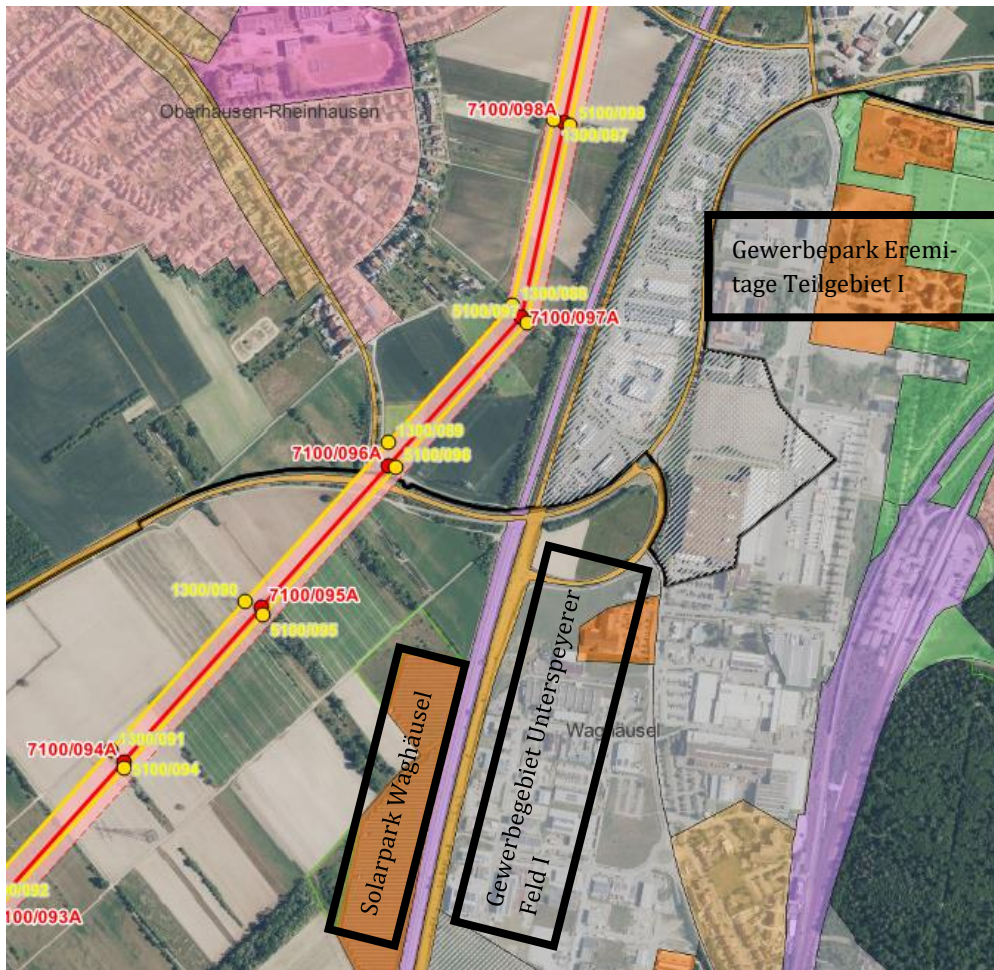 Oberhausen-Rheinhausen
7100/098A
5100/098
1300/087
Gewerbepark Eremi-
tage Teilgebiet I
1300/088
5100/097
7100/097A
1300/089
7100/096A
5100/096
1300/090
7100/095A
5100/095
Solarpark Waghäusel
Gewerbegebiet Unterspeyerer
Feld I
Waghäusel
7100/094A
1300/091
5100/094
00/092
100/093A